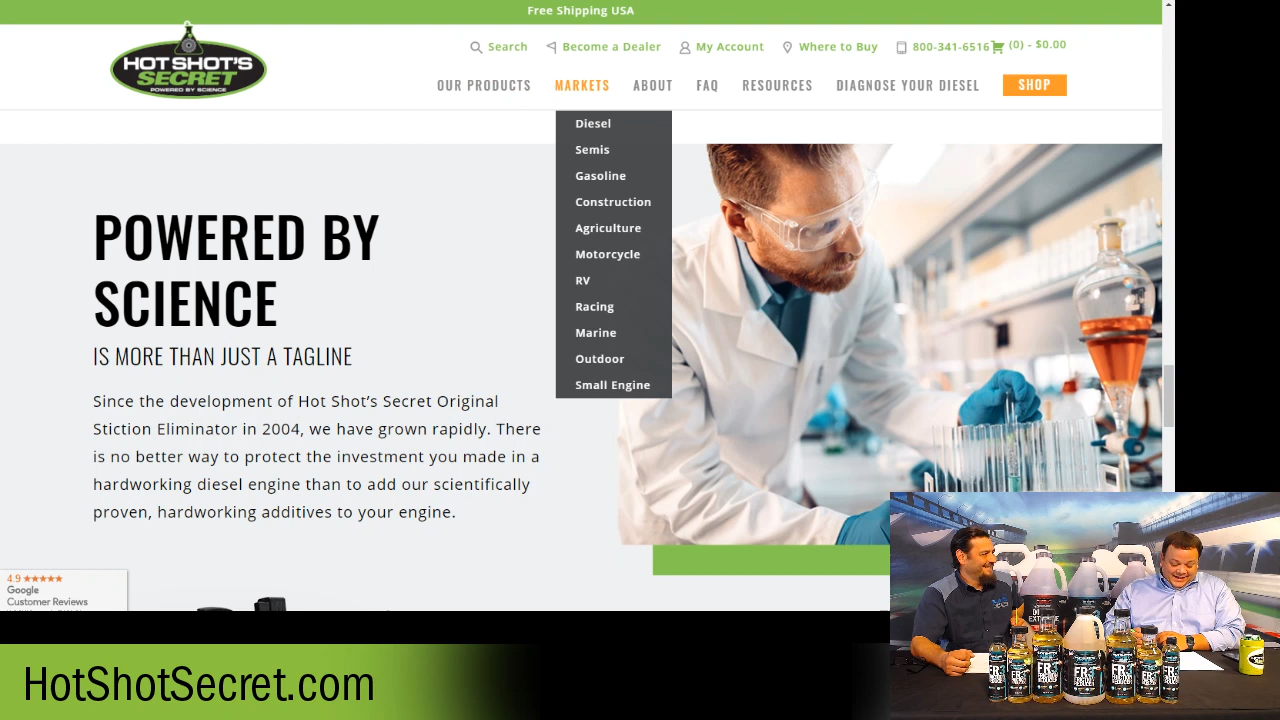 Free Shipping USA
HOT SHOT'S
SECRET
POWERED BY SCIENCE
Search
Become a Dealer
My Account
Where to Buy
800-341-6516
(0) - $0.00
OUR PRODUCTS
MARKETS
ABOUT
FAQ
RESOURCES
DIAGNOSE YOUR DIESEL
SHOP
Diesel
Semis
Gasoline
Construction
Agriculture
Motorcycle
RV
Racing
Marine
Outdoor
Small Engine
POWERED BY
SCIENCE
IS MORE THAN JUST A TAGLINE
Since the development of Hot Shot’s Secret Original
Stiction Eliminator in 2004, we have grown rapidly. There
is no better way to protect the investment you made in a
hardworking diesel engine than to add our scientifically
proven, hardworking additives to your engine.
4.9 ★★★★★
Google
Customer Reviews
FR3
FR3
FR3
HotShotSecret.com